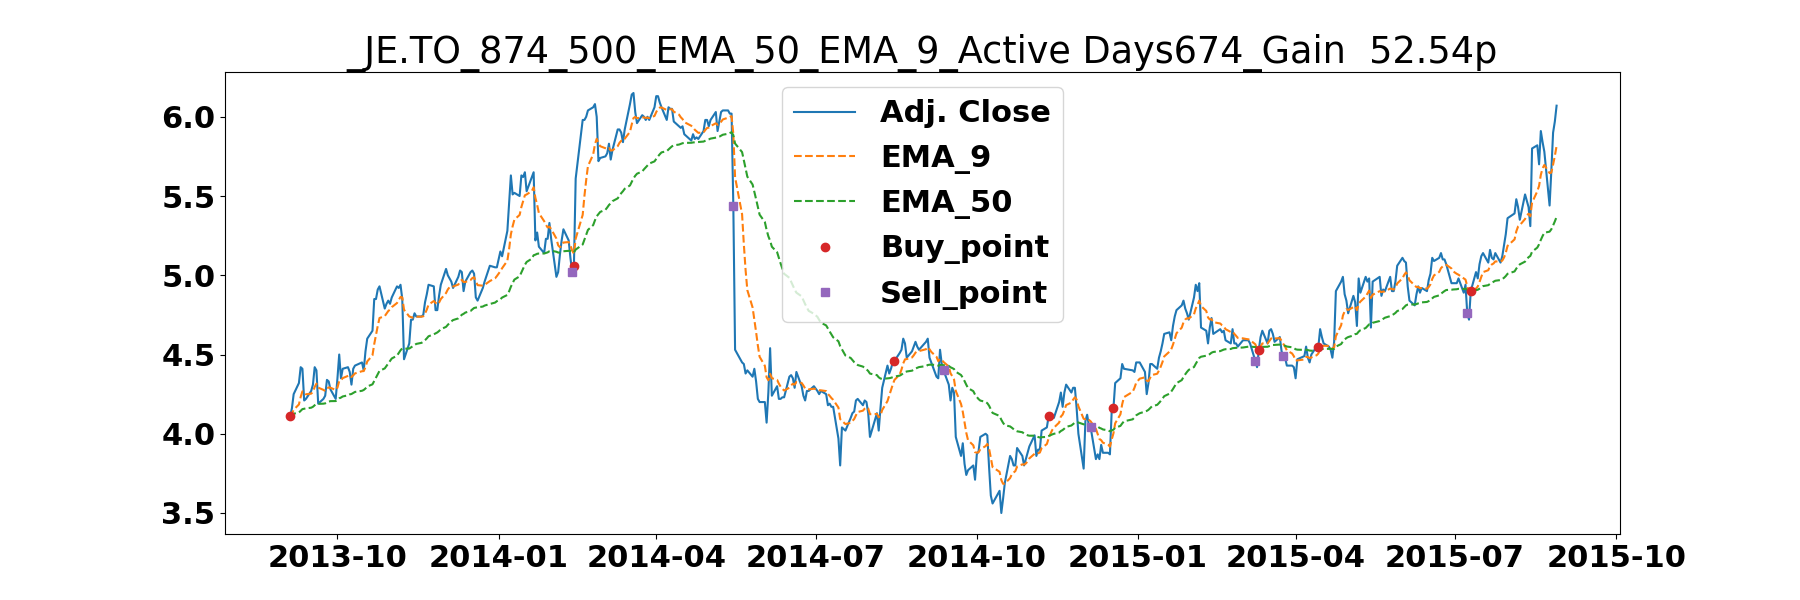 _JE.TO_874_500_EMA_50_EMA_9_Active Days674_Gain  52.54p
Adj. Close
EMA_9
EMA_50
Buy_point
Sell_point
6.0
5.5
5.0
4.5
4.0
3.5
2013-10 2014-01 2014-04 2014-07 2014-10 2015-01 2015-04 2015-07 2015-10